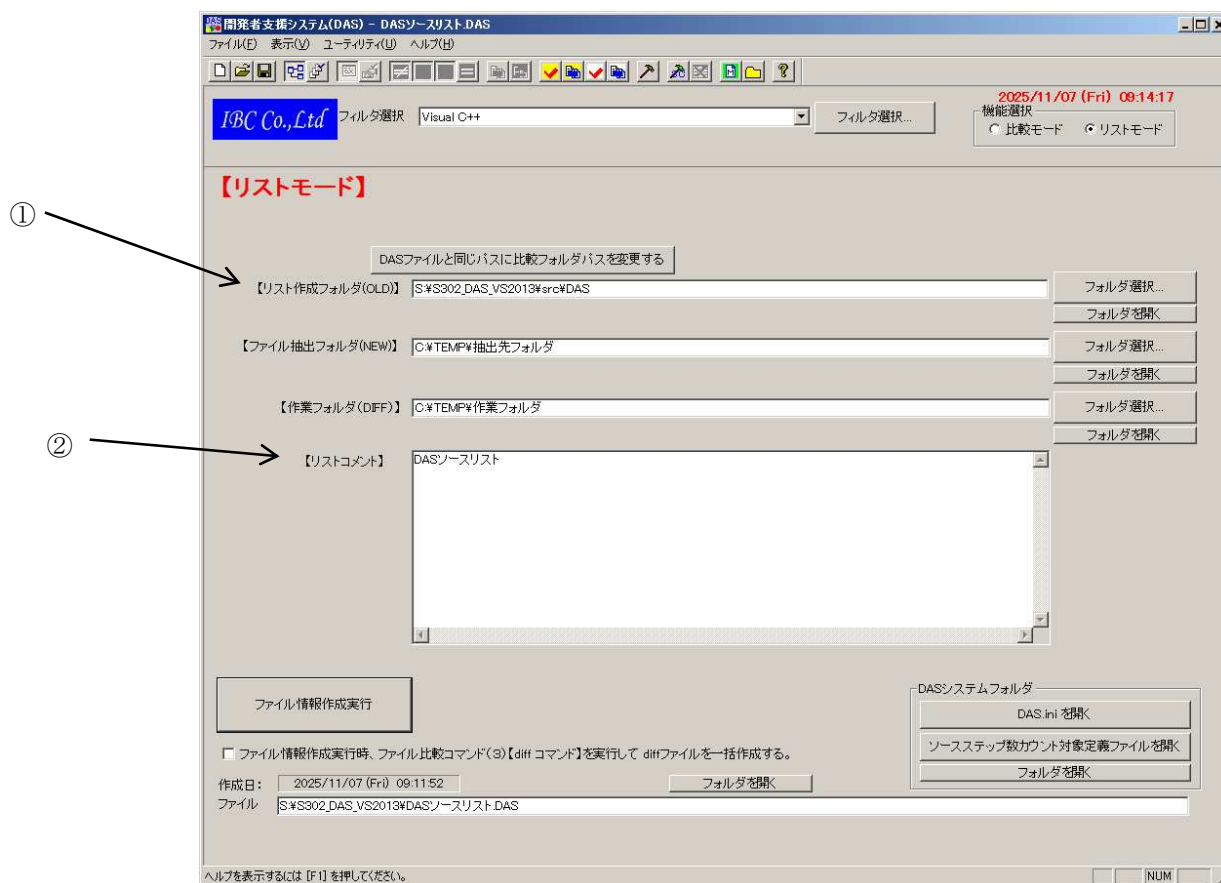 開発者支援システム(DAS) - DASソースリスト.DAS
ファイル(F) 表示(V) ユーティリティ(U) ヘルプ(H)
2025/11/07 (Fri) 09:14:17
IBC Co.,Ltd フィルタ選択 Visual C++ フィルタ選択...
機能選択
比較モード リストモード
【リストモード】
①
DASファイルと同じパスに比較フォルダパスを変更する
【リスト作成フォルダ(OLD)】 S:¥S302_DAS_VS2013¥src¥DAS フォルダ選択...
フォルダを開く
【ファイル抽出フォルダ(NEW)】 C:¥TEMP¥抽出先フォルダ フォルダ選択...
フォルダを開く
【作業フォルダ(DIFF)】 C:¥TEMP¥作業フォルダ フォルダ選択...
フォルダを開く
②
【リストコメント】 DASソースリスト
ファイル情報作成実行
DASシステムフォルダ
DAS.ini を開く
ソースステップ数カウント対象定義ファイルを開く
フォルダを開く
ファイル情報作成実行時、ファイル比較コマンド(3)【diff コマンド】を実行して diffファイルを一括作成する。
作成日: 2025/11/07 (Fri) 09:11:52 フォルダを開く
ファイル S:¥S302_DAS_VS2013¥DASソースリスト.DAS
ヘルプを表示するには [F1] を押してください。 NUM